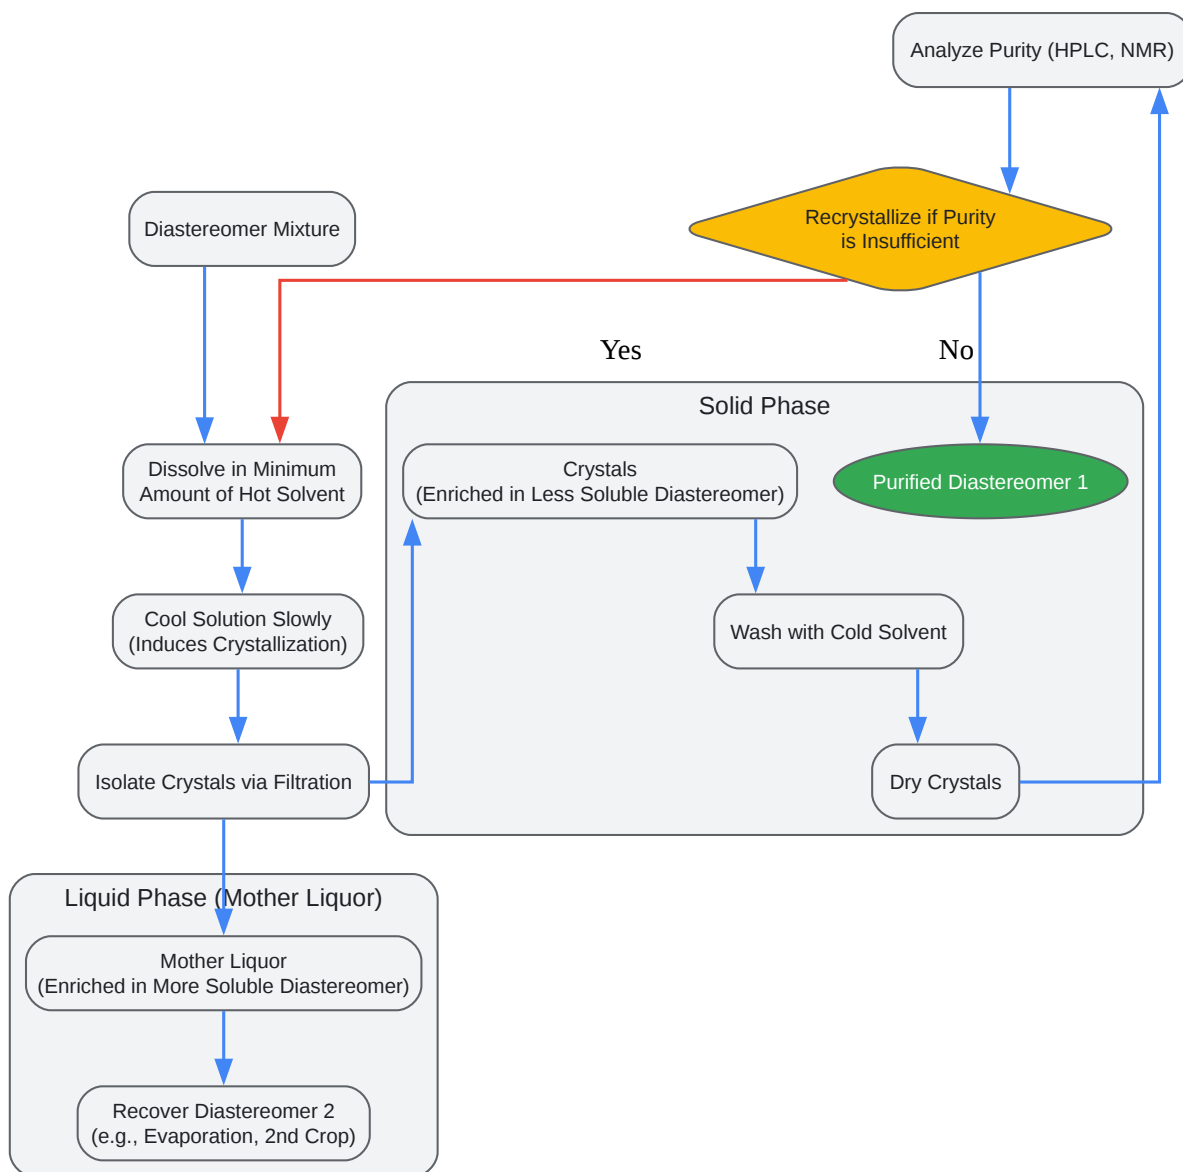 Analyze Purity (HPLC, NMR)
Recrystallize if Purity
is Insufficient
Diastereomer Mixture
Yes
No
Solid Phase
Dissolve in Minimum
Amount of Hot Solvent
Crystals
(Enriched in Less Soluble Diastereomer)
Purified Diastereomer 1
Cool Solution Slowly
(Induces Crystallization)
Wash with Cold Solvent
Isolate Crystals via Filtration
Dry Crystals
Liquid Phase (Mother Liquor)
Mother Liquor
(Enriched in More Soluble Diastereomer)
Recover Diastereomer 2
(e.g., Evaporation, 2nd Crop)